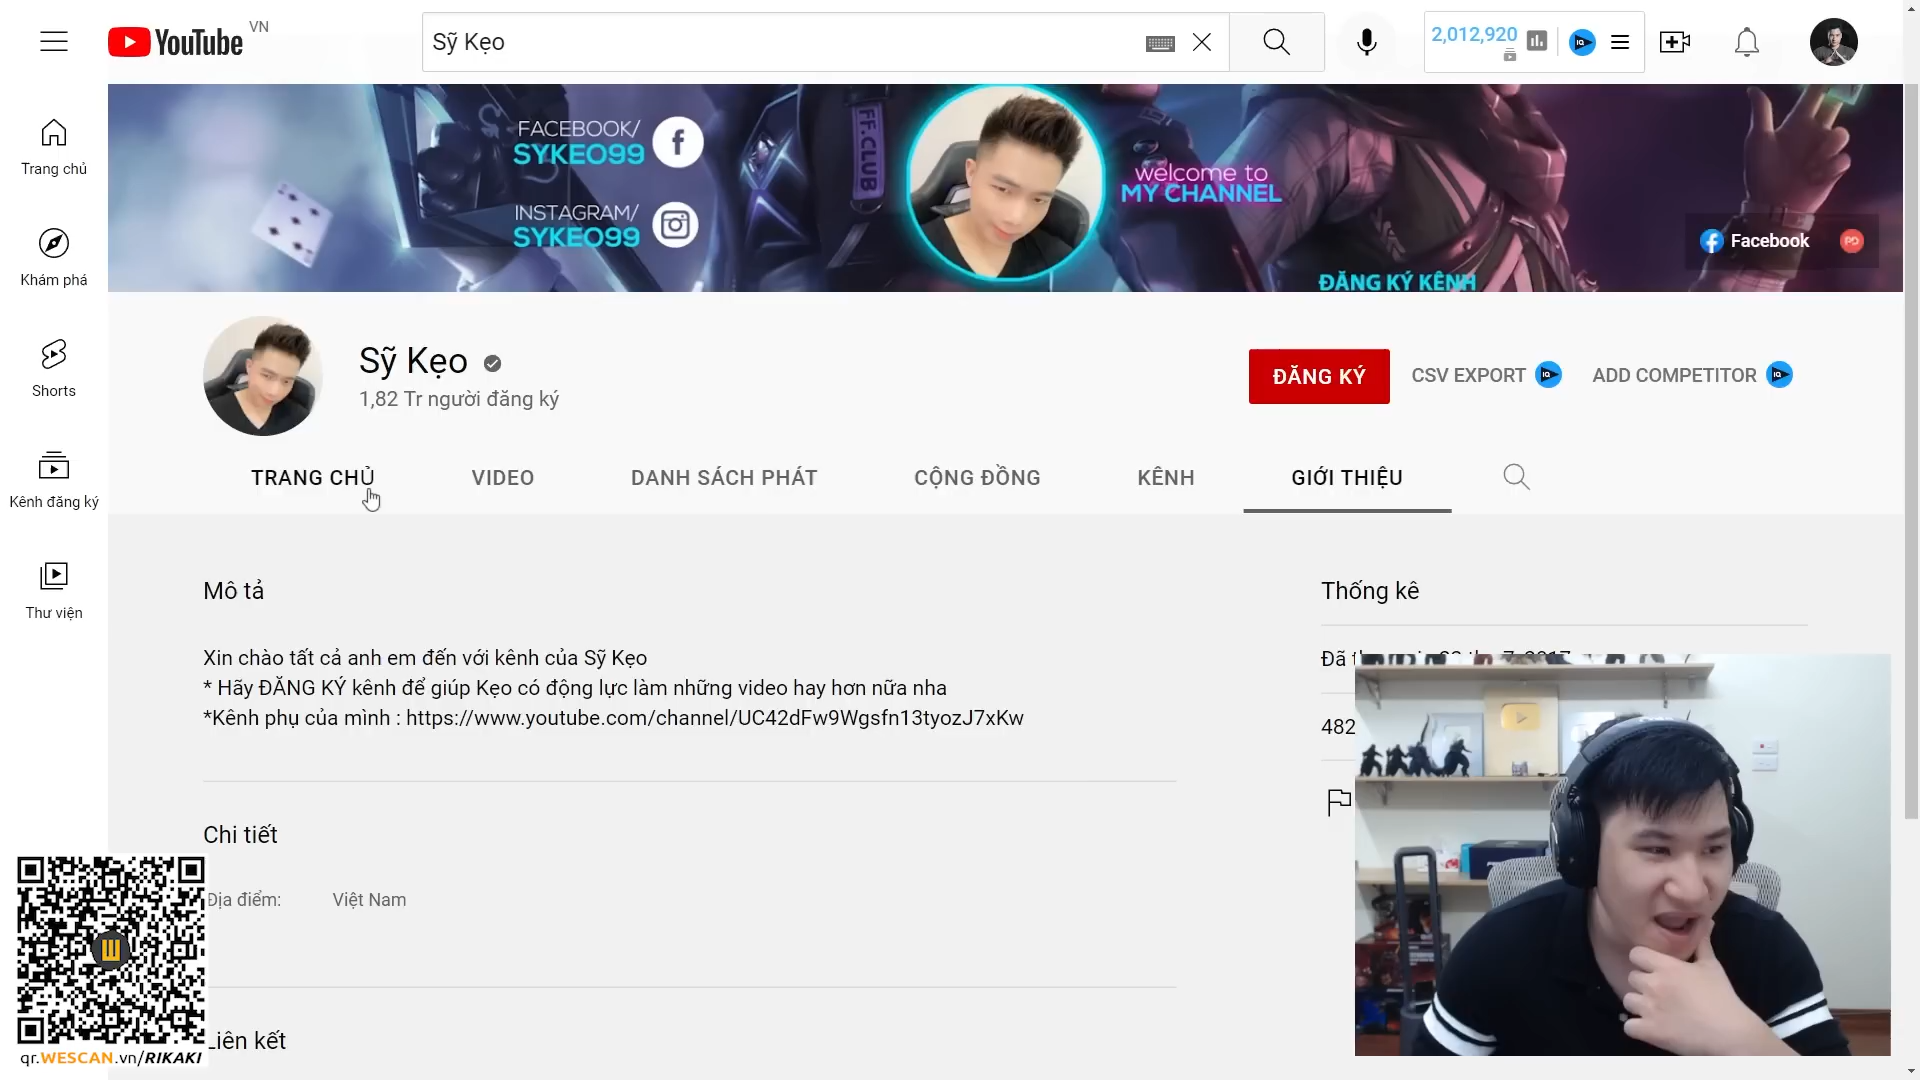 YouTube VN
Sỹ Kẹo
2,012,920
Trang chủ
Khám phá
Shorts
Kênh đăng ký
Thư viện
FACEBOOK/
SYKEO99
INSTAGRAM/
SYKEO99
FF.CLUB
welcome to
MY CHANNEL
Facebook
ĐĂNG KÝ KÊNH
Sỹ Kẹo
1,82 Tr người đăng ký
ĐĂNG KÝ
CSV EXPORT
ADD COMPETITOR
TRANG CHỦ
VIDEO
DANH SÁCH PHÁT
CỘNG ĐỒNG
KÊNH
GIỚI THIỆU
Mô tả
Xin chào tất cả anh em đến với kênh của Sỹ Kẹo
* Hãy ĐĂNG KÝ kênh để giúp Kẹo có động lực làm những video hay hơn nữa nha
*Kênh phụ của mình : https://www.youtube.com/channel/UC42dFw9Wgsfn13tyozJ7xKw
Chi tiết
Địa điểm: Việt Nam
Liên kết
Thống kê
Đã
482
qr.WESCAN.vn/RIKAKI